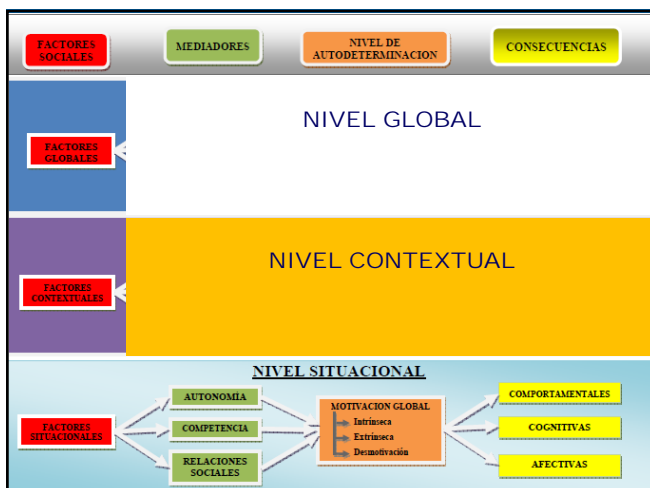 FACTORES
SOCIALES
MEDIADORES
NIVEL DE
AUTODETERMINACION
CONSECUENCIAS
NIVEL GLOBAL
FACTORES
GLOBALES
NIVEL CONTEXTUAL
FACTORES
CONTEXTUALES
NIVEL SITUACIONAL
FACTORES
SITUACIONALES
AUTONOMIA
COMPETENCIA
RELACIONES
SOCIALES
MOTIVACION GLOBAL
Intrínseca
Extrínseca
Desmotivación
COMPORTAMENTALES
COGNITIVAS
AFECTIVAS